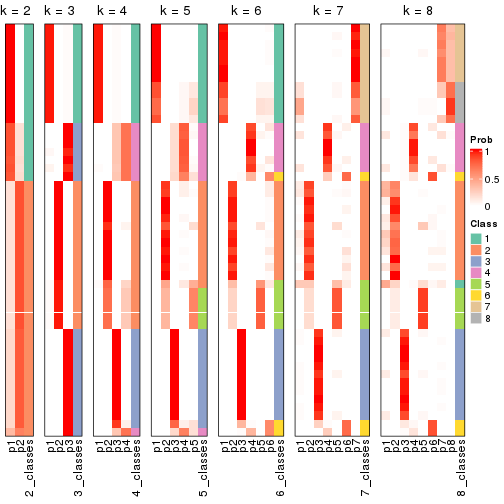 k = 2 k = 3 k = 4 k = 5 k = 6 k = 7 k = 8
Prob
1
0.5
0
Class
1
2
3
4
5
6
7
8
p1 p2 2_classes p1 p2 p3 3_classes p1 p2 p3 p4 4_classes p1 p2 p3 p4 p5 5_classes p1 p2 p3 p4 p5 p6 6_classes p1 p2 p3 p4 p5 p6 p7 7_classes p1 p2 p3 p4 p5 p6 p7 p8 8_classes